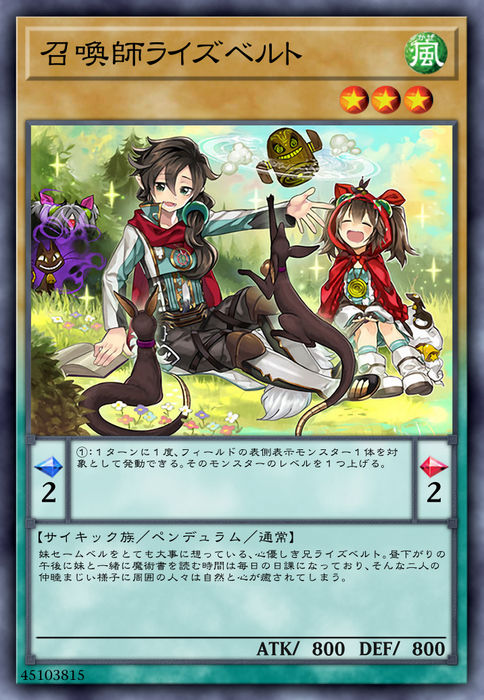 召喚師ライズベルト
風
①:1ターンに1度、フィールドの表側表示モンスター1体を対
象として発動できる。そのモンスターのレベルを1つ上げる。
2
2
【サイキック族/ペンデュラム/通常】
妹セームベルをとても大事に想っている、心優しき兄ライズベルト。昼下がりの
午後に妹と一緒に魔術書を読む時間は毎日の日課になっており、そんな二人の
仲睦まじい様子に周囲の人々は自然と心が癒されてしまう。
ATK/ 800 DEF/ 800
45103815